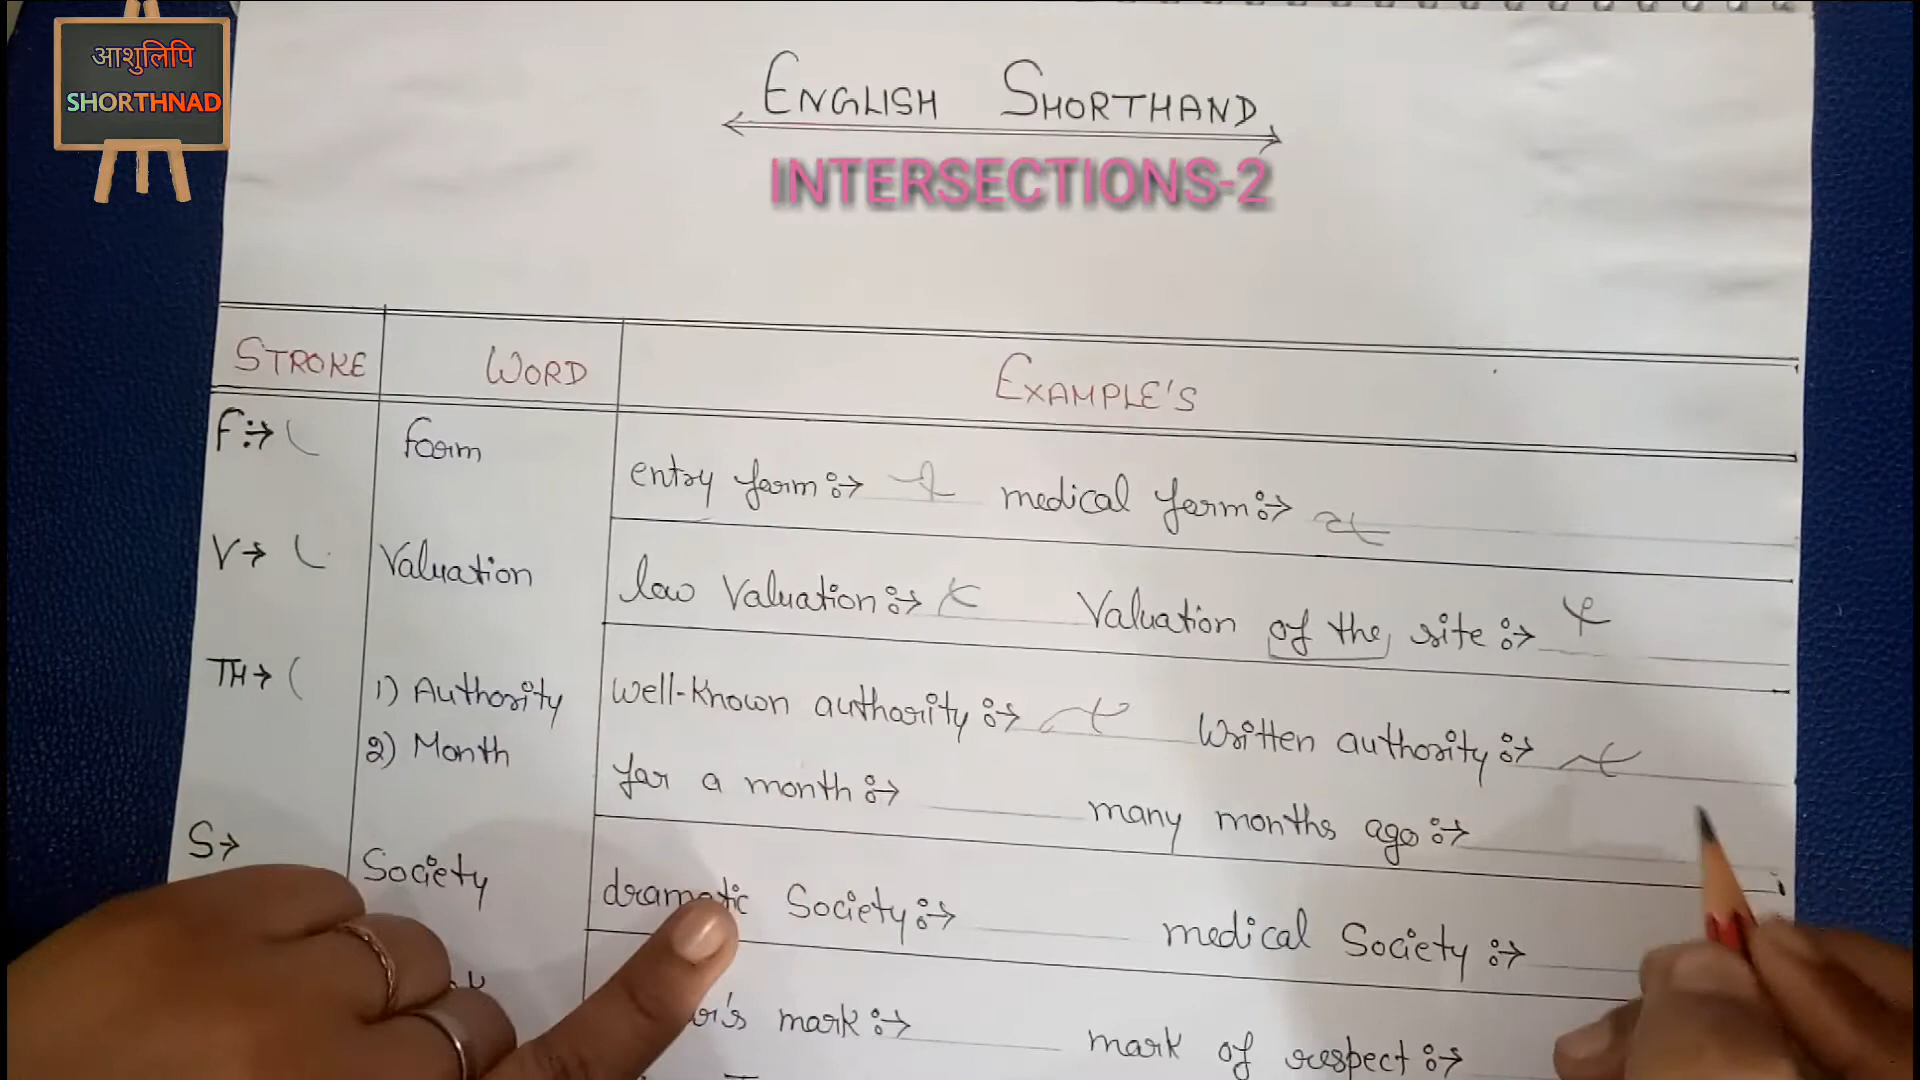 आशुलिपि
SHORTHNAD
ENGLISH SHORTHAND
INTERSECTIONS-2
STROKE WORD EXAMPLE'S
F:→ form entry form:→ medical form:→
V→ Valuation low Valuation:→ Valuation of the site:→
TH→ 1) Authority well-known authority:→ Written authority:→
2) Month for a month:→ many months ago:→
S→ Society dramatic Society:→ medical Society:→
mark:→ mark of respect:→